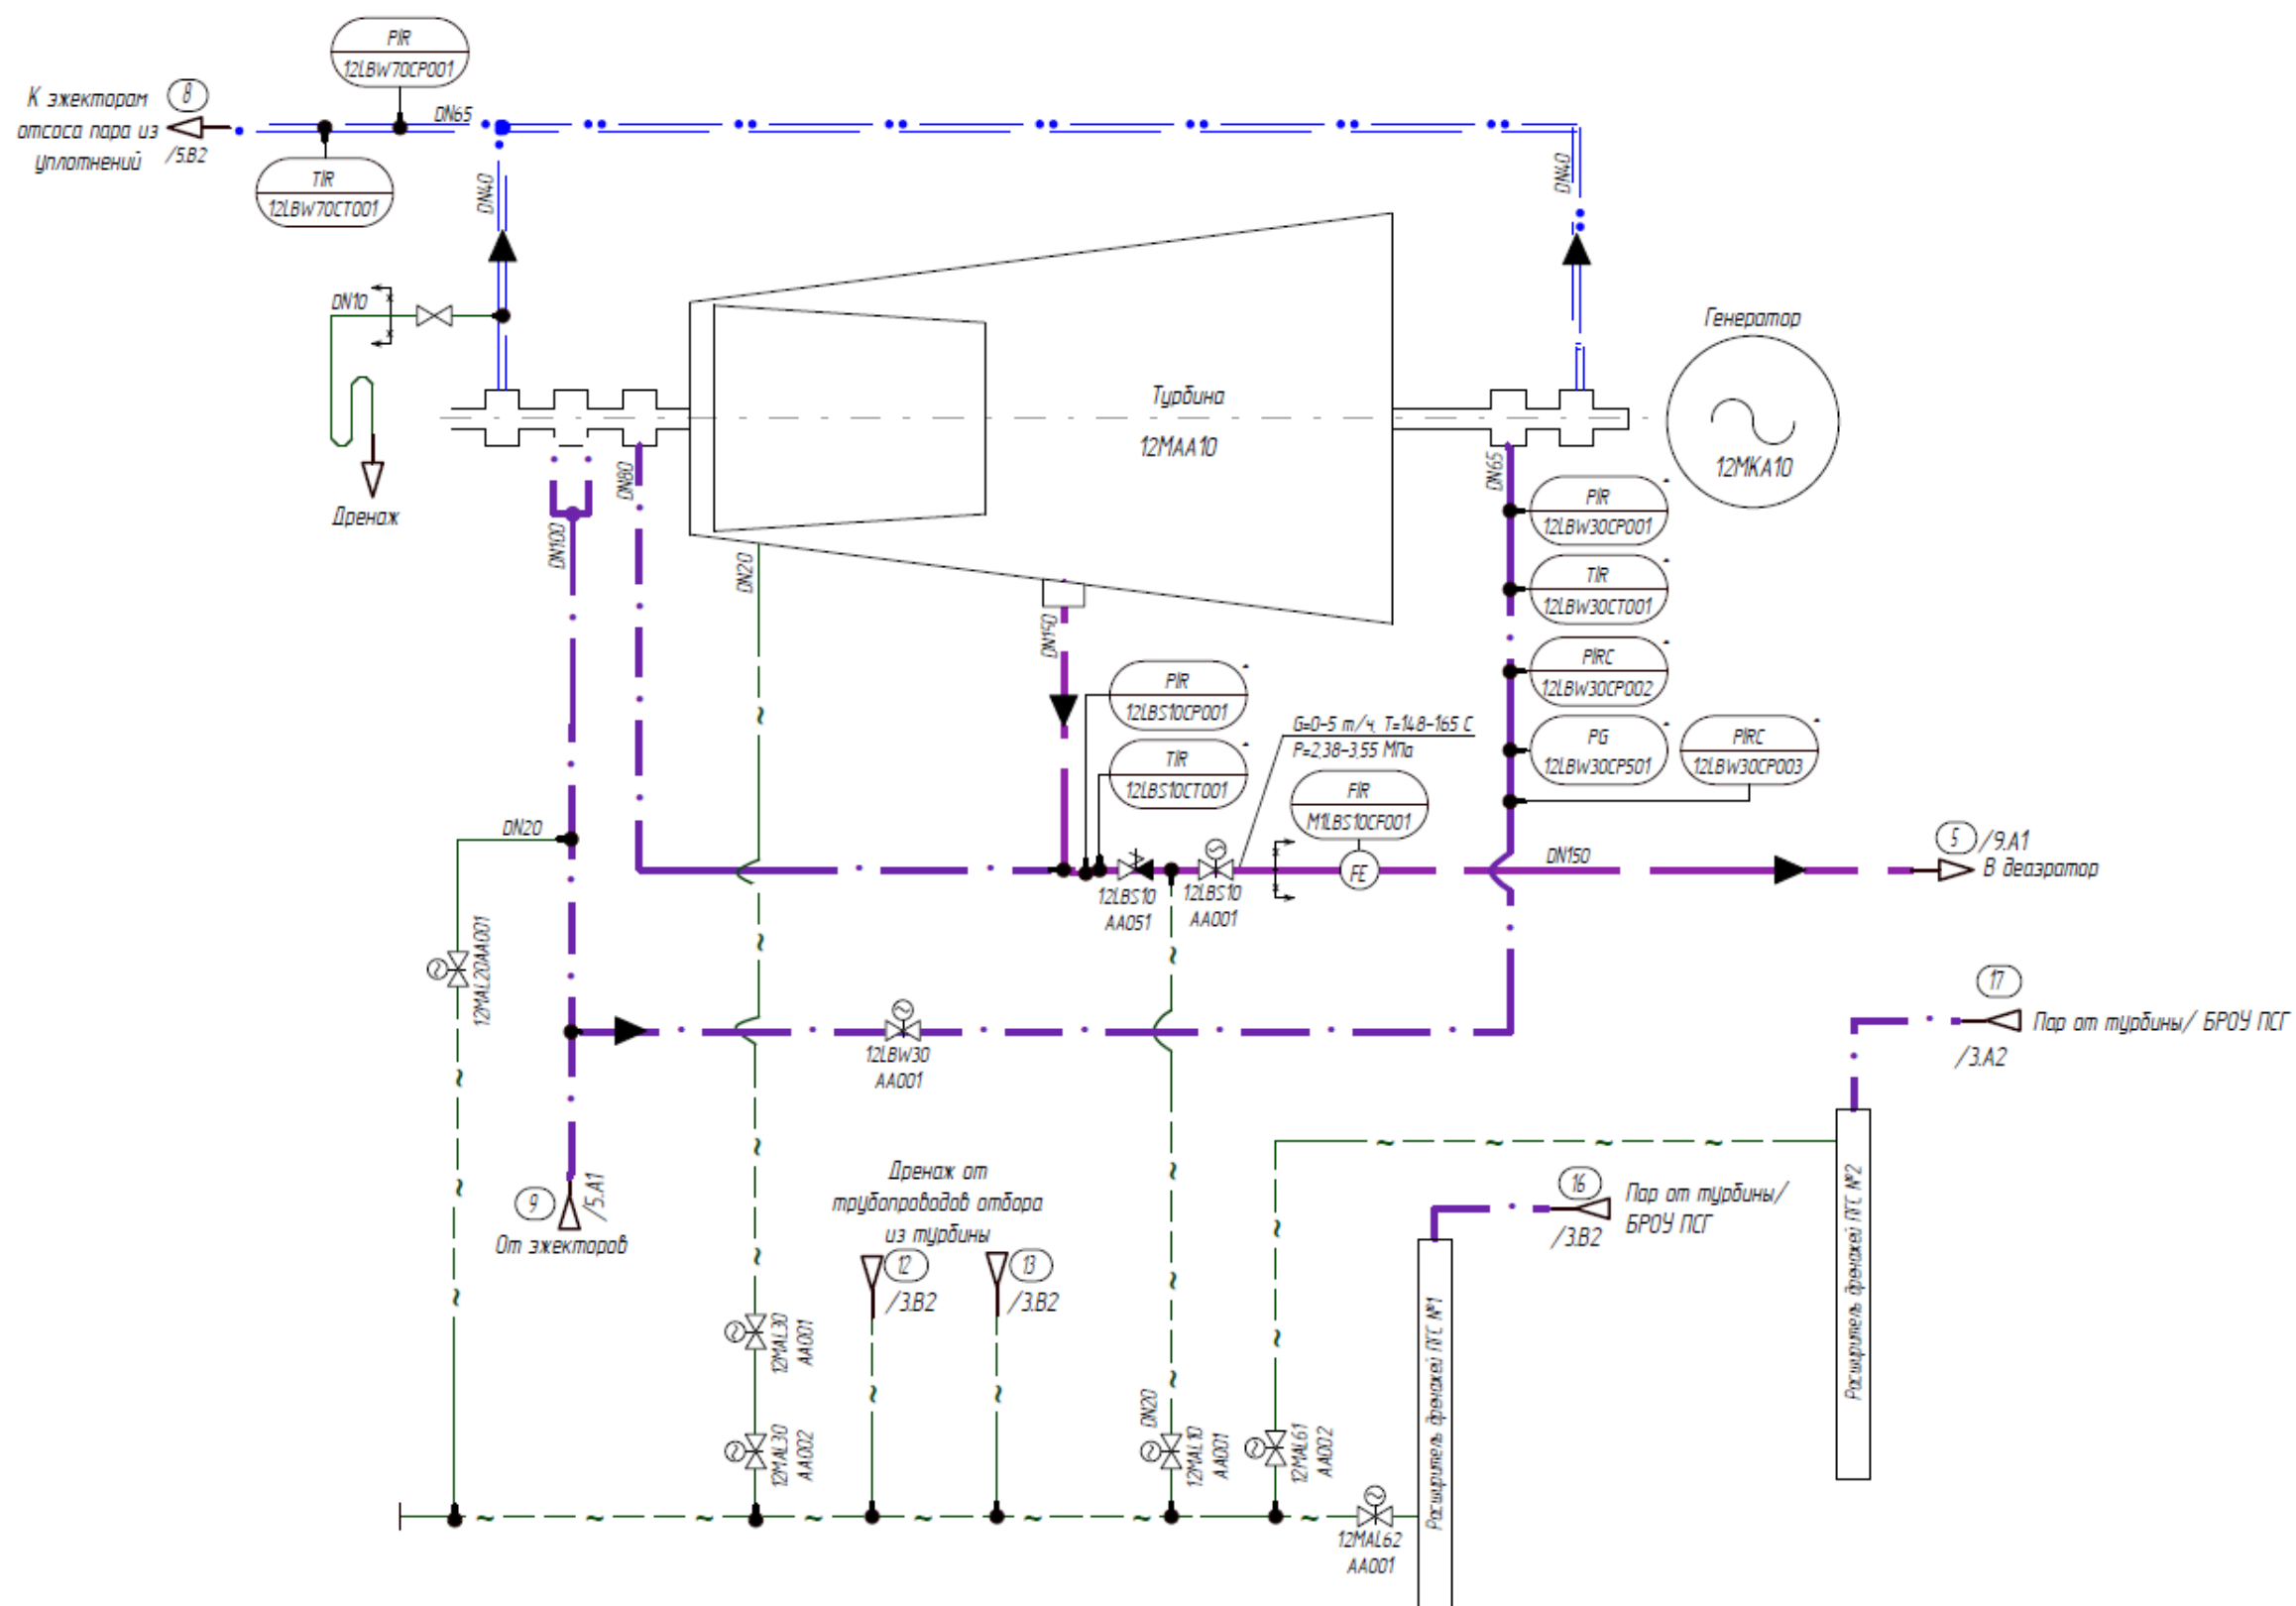 PIR
12LBW70CP001
К эжекторам
отсоса пара из
уплотнений
8
/5.B2
DN65
TIR
12LBW70CT001
DN40
DN40
DN10
Дренаж
Генератор
12МКА10
Турбина
12МАА10
DN80
DN100
DN20
DN150
DN65
PIR
12LBW30CP001
TIR
12LBW30CT001
PIRC
12LBW30CP002
PG
12LBW30CP501
PIRC
12LBW30CP003
PIR
12LBS10CP001
TIR
12LBS10CT001
G=0-5 т/ч, T=148-165 С
P=2,38-3,55 МПа
FIR
M1LBS10CF001
FE
DN150
5
/9.A1
В деаэратор
12LBS10
AA051
12LBS10
AA001
DN20
12MAL20AA001
12LBW30
AA001
17
Пар от турбины/ БРОУ ПСГ
/3.A2
16
Пар от турбины/
БРОУ ПСГ
/3.B2
9
/5.A1
От эжекторов
Дренаж от
трубопроводов отбора
из турбины
12
/3.B2
13
/3.B2
12MAL30
AA001
12MAL30
AA002
DN20
12MAL10
AA001
12MAL61
AA002
12MAL62
AA001
Расширитель дренажей ПГС №1
Расширитель дренажей ПГС №2